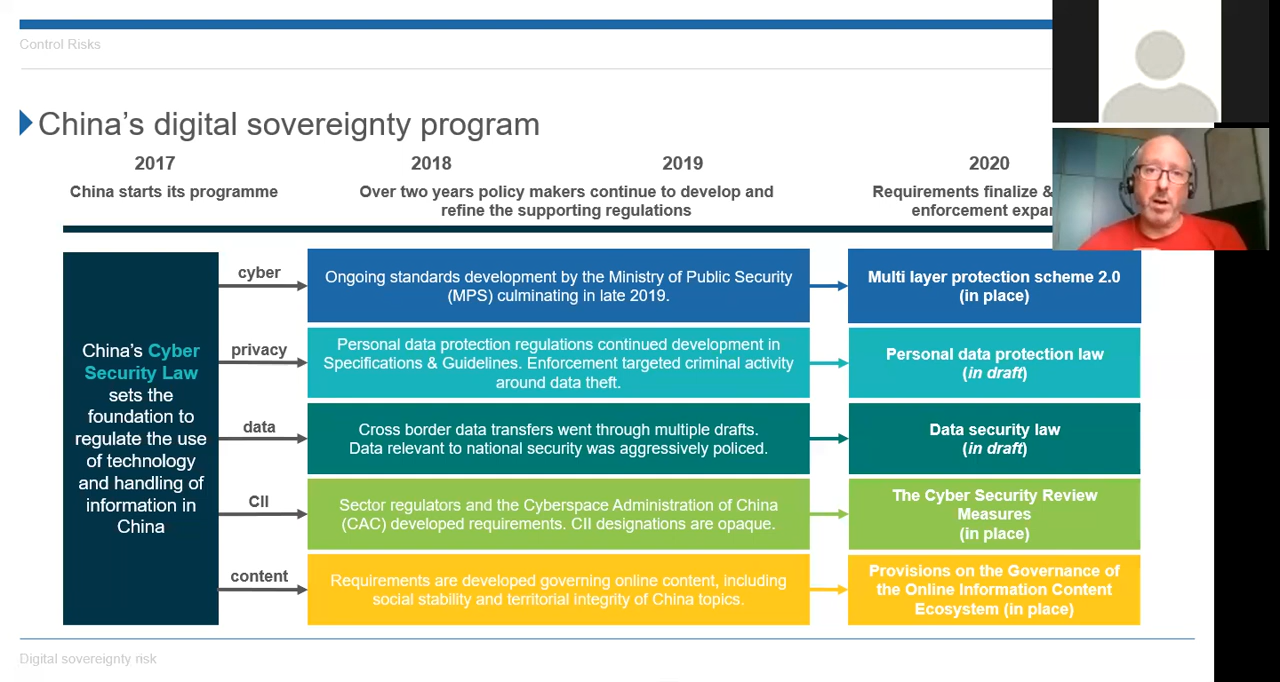 Control Risks
China's digital sovereignty program
2017
2018
2019
2020
China starts its programme
Over two years policy makers continue to develop and
refine the supporting regulations
Requirements finalize &
enforcement expan
China's Cyber
Security Law
sets the
foundation to
regulate the use
of technology
and handling of
information in
China
cyber
Ongoing standards development by the Ministry of Public Security
(MPS) culminating in late 2019.
Multi layer protection scheme 2.0
(in place)
privacy
Personal data protection regulations continued development in
Specifications & Guidelines. Enforcement targeted criminal activity
around data theft.
Personal data protection law
(in draft)
data
Cross border data transfers went through multiple drafts.
Data relevant to national security was aggressively policed.
Data security law
(in draft)
CII
Sector regulators and the Cyberspace Administration of China
(CAC) developed requirements. CII designations are opaque.
The Cyber Security Review
Measures
(in place)
content
Requirements are developed governing online content, including
social stability and territorial integrity of China topics.
Provisions on the Governance of
the Online Information Content
Ecosystem (in place)
Digital sovereignty risk